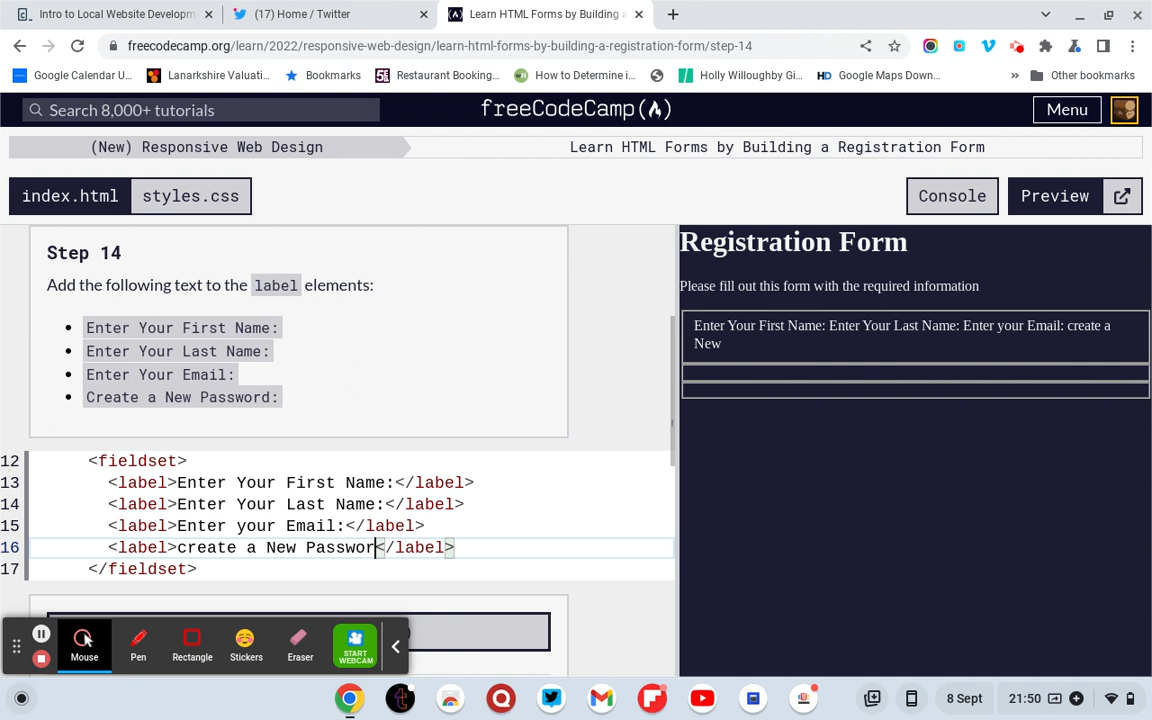 Intro to Local Website Developm
(17) Home / Twitter
Learn HTML Forms by Building a
freecodecamp.org/learn/2022/responsive-web-design/learn-html-forms-by-building-a-registration-form/step-14
Google Calendar U...
Lanarkshire Valuati...
Bookmarks
Restaurant Booking...
How to Determine i...
Holly Willoughby Gi...
HD
Google Maps Down...
»
Other bookmarks
Search 8,000+ tutorials
freeCodeCamp
Menu
(New) Responsive Web Design
Learn HTML Forms by Building a Registration Form
index.html
styles.css
Console
Preview
Step 14
Add the following text to the label elements:
Enter Your First Name:
Enter Your Last Name:
Enter Your Email:
Create a New Password:
12 <fieldset>
13 <label>Enter Your First Name:</label>
14 <label>Enter Your Last Name:</label>
15 <label>Enter your Email:</label>
16 <label>create a New Passwor</label>
17 </fieldset>
Registration Form
Please fill out this form with the required information
Enter Your First Name: Enter Your Last Name: Enter your Email: create a
New
Mouse
Pen
Rectangle
Stickers
Eraser
START
WEBCAM
8 Sept
21:50